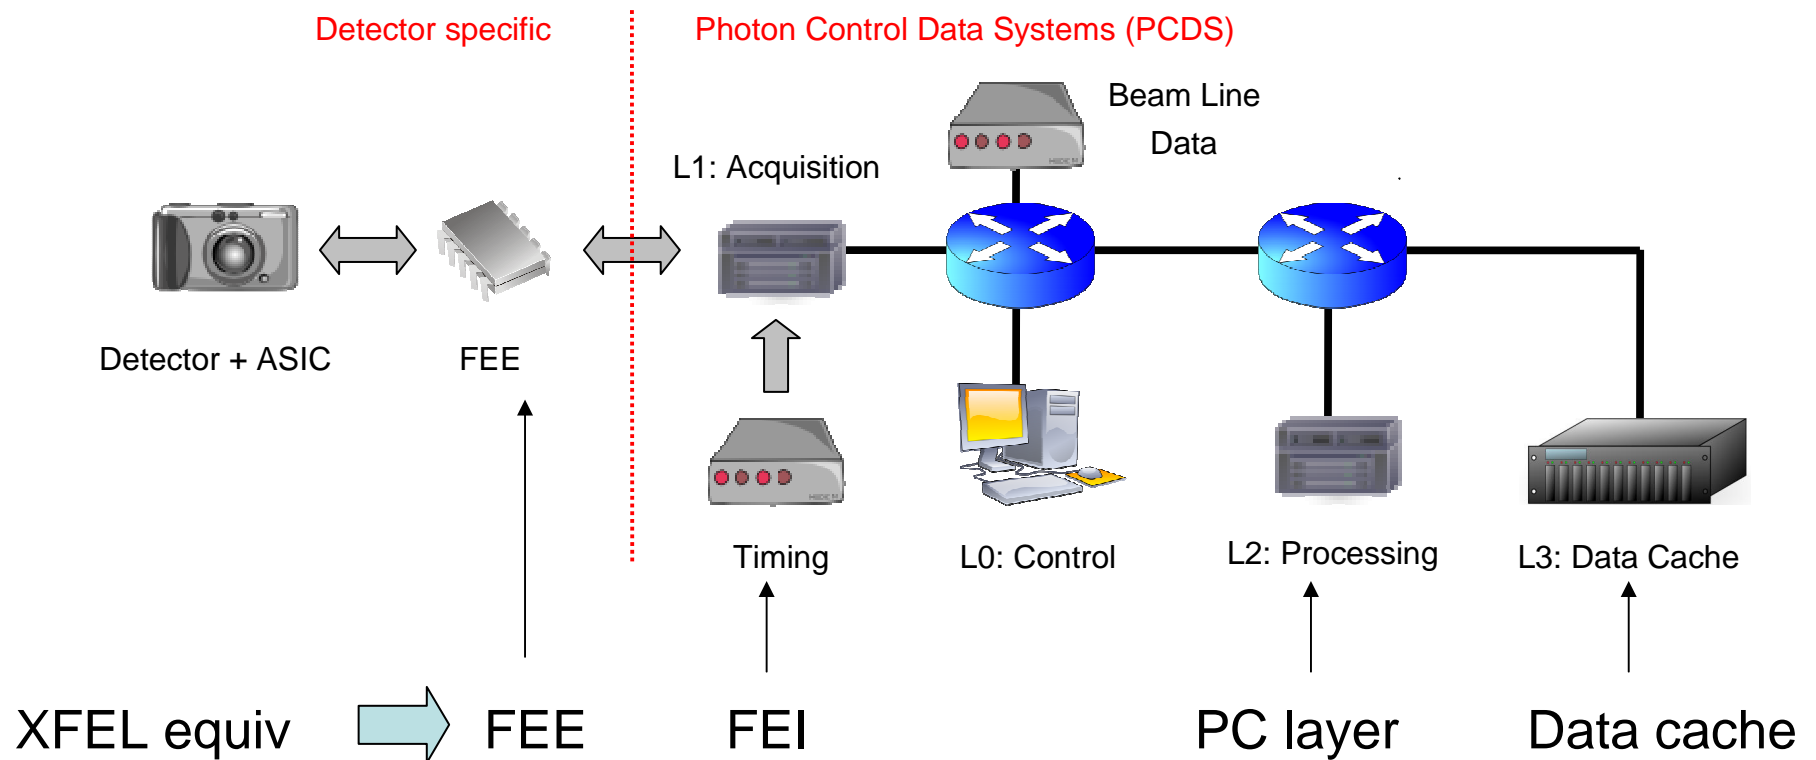 Detector specific
Photon Control Data Systems (PCDS)
Beam Line
Data
L1: Acquisition
Detector + ASIC
FEE
Timing
L0: Control
L2: Processing
L3: Data Cache
XFEL equiv
FEE
FEI
PC layer
Data cache